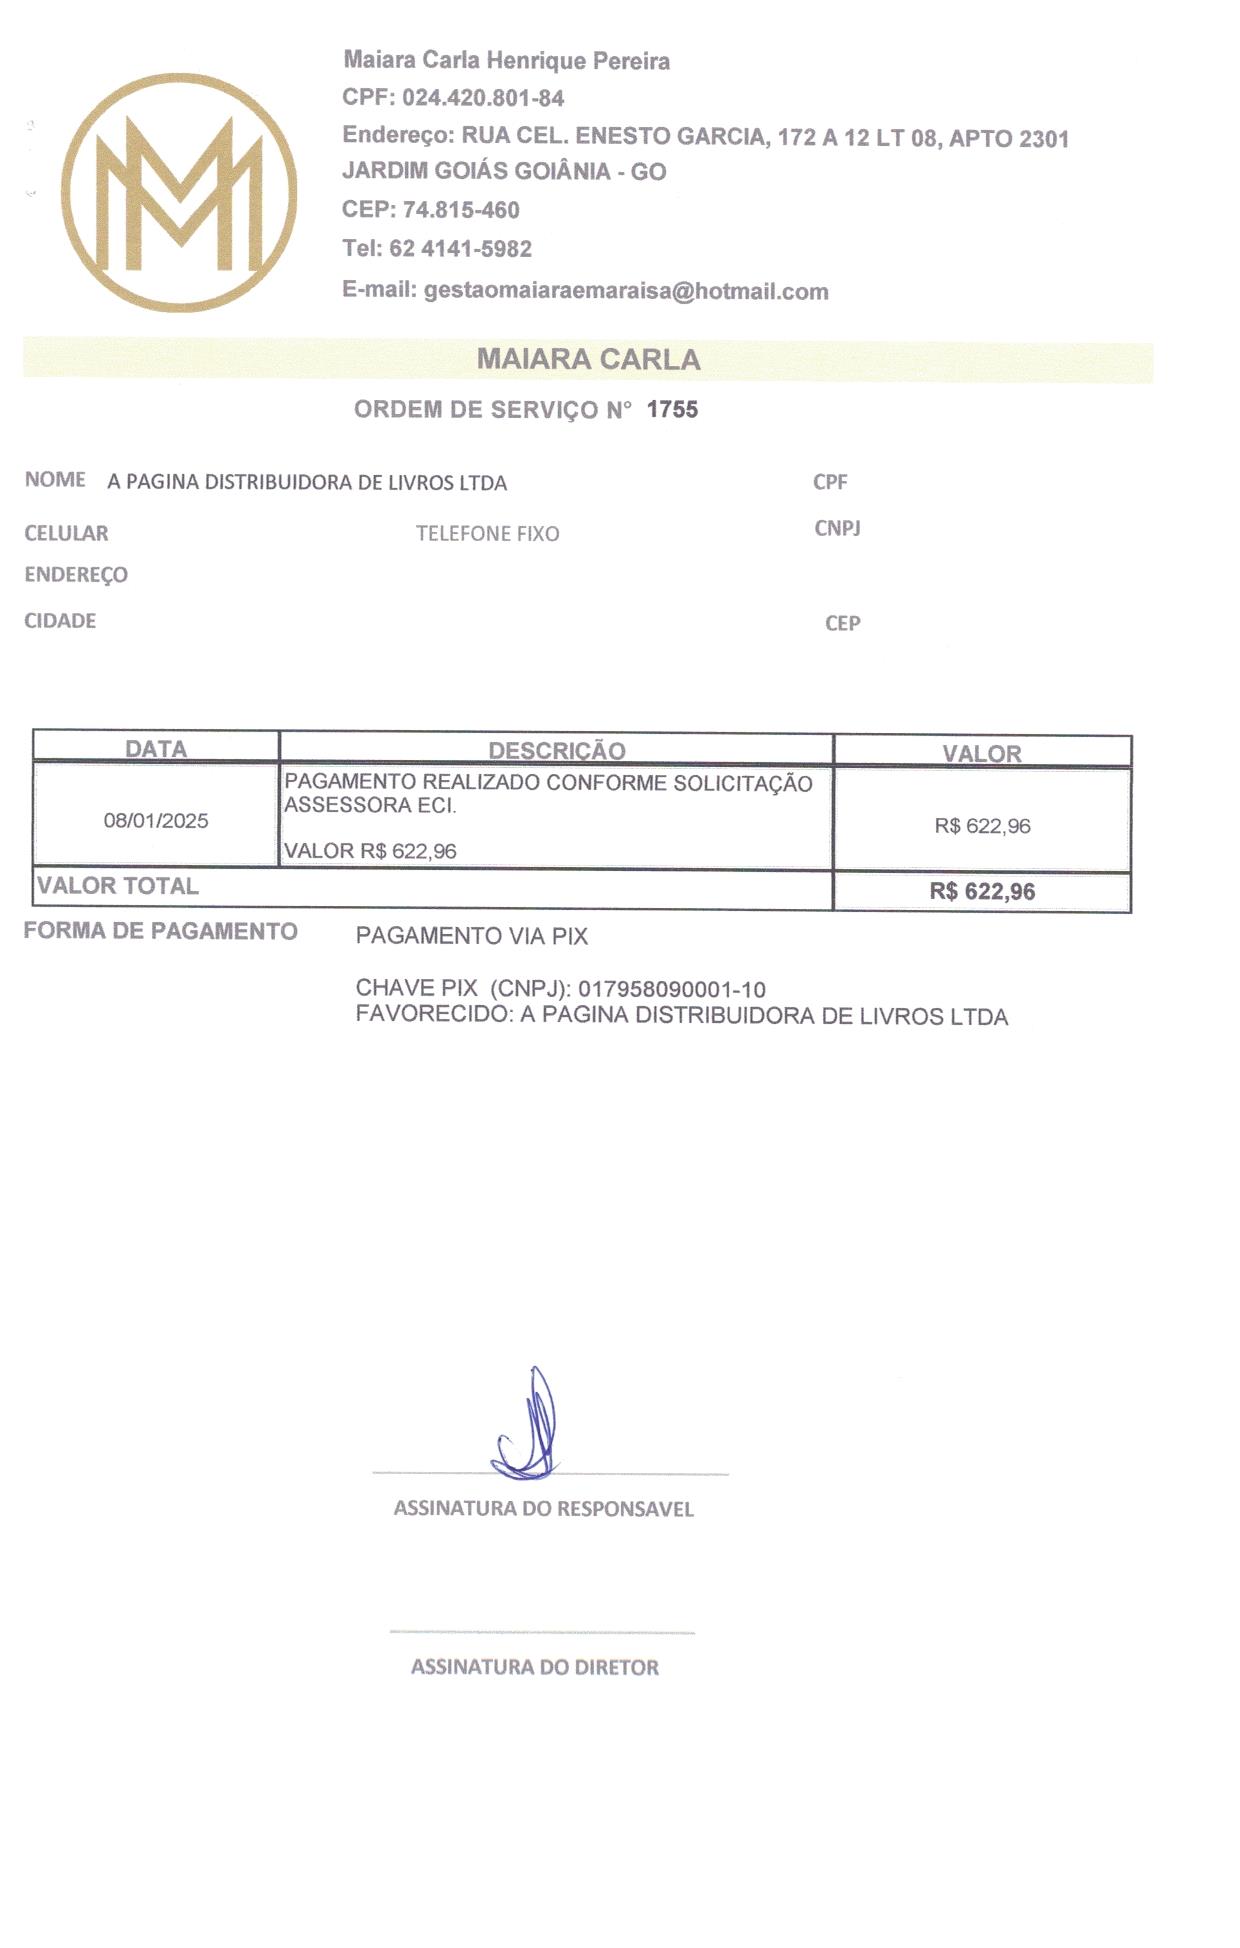 Maiara Carla Henrique Pereira
CPF: 024.420.801-84
Endereço: RUA CEL. ENESTO GARCIA, 172 A 12 LT 08, APTO 2301
JARDIM GOIÁS GOIÂNIA - GO
CEP: 74.815-460
Tel: 62 4141-5982
E-mail: gestaomaiaraemaraisa@hotmail.com
MAIARA CARLA
ORDEM DE SERVIÇO N° 1755
NOME A PAGINA DISTRIBUIDORA DE LIVROS LTDA CPF
CELULAR TELEFONE FIXO CNPJ
ENDEREÇO
CIDADE CEP
DATA DESCRIÇÃO VALOR
PAGAMENTO REALIZADO CONFORME SOLICITAÇÃO
ASSESSORA ECI.
08/01/2025 R$ 622,96
VALOR R$ 622,96
VALOR TOTAL R$ 622,96
FORMA DE PAGAMENTO PAGAMENTO VIA PIX
CHAVE PIX (CNPJ): 017958090001-10
FAVORECIDO: A PAGINA DISTRIBUIDORA DE LIVROS LTDA
ASSINATURA DO RESPONSAVEL
ASSINATURA DO DIRETOR